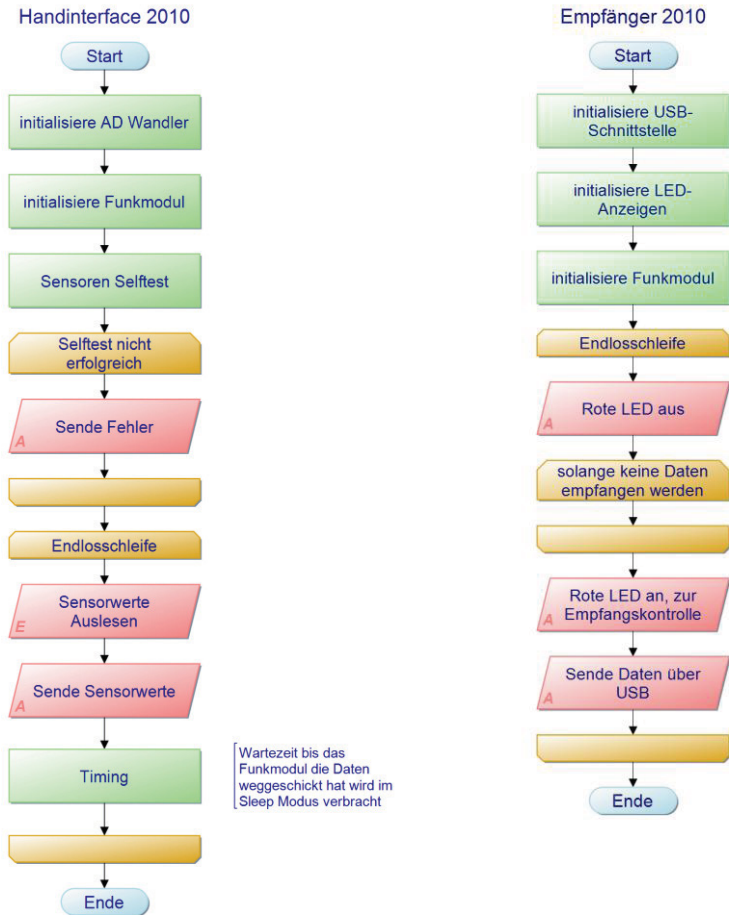 Handinterface 2010
Start
initialisiere AD Wandler
initialisiere Funkmodul
Sensoren Selftest
Selftest nicht
erfolgreich
Sende Fehler
A
Endlosschleife
Sensorwerte
Auslesen
E
Sende Sensorwerte
A
Timing
Wartezeit bis das
Funkmodul die Daten
weggeschickt hat wird im
Sleep Modus verbracht
Ende
Empfänger 2010
Start
initialisiere USB-
Schnittstelle
initialisiere LED-
Anzeigen
initialisiere Funkmodul
Endlosschleife
Rote LED aus
A
solange keine Daten
empfangen werden
Rote LED an, zur
Empfangskontrolle
A
Sende Daten über
USB
A
Ende